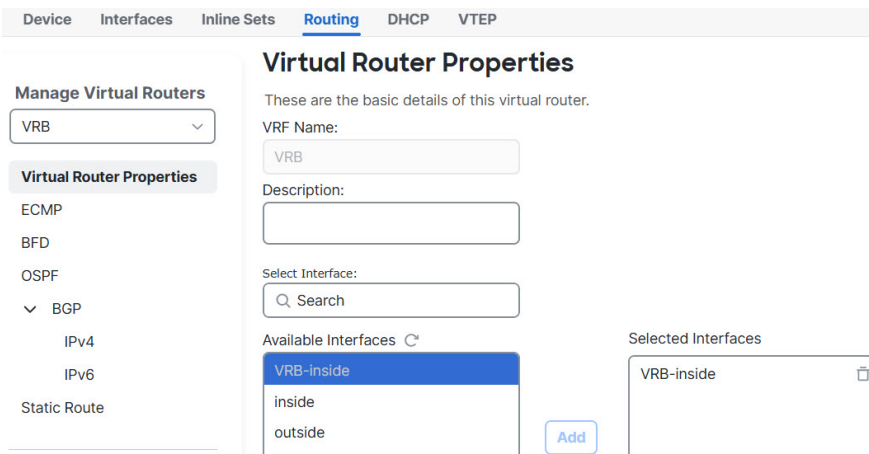 Device Interfaces Inline Sets Routing DHCP VTEP
Manage Virtual Routers
VRB
Virtual Router Properties
ECMP
BFD
OSPF
BGP
IPv4
IPv6
Static Route
Virtual Router Properties
These are the basic details of this virtual router.
VRF Name:
VRB
Description:
Select Interface:
Search
Available Interfaces
VRB-inside
inside
outside
Add
Selected Interfaces
VRB-inside